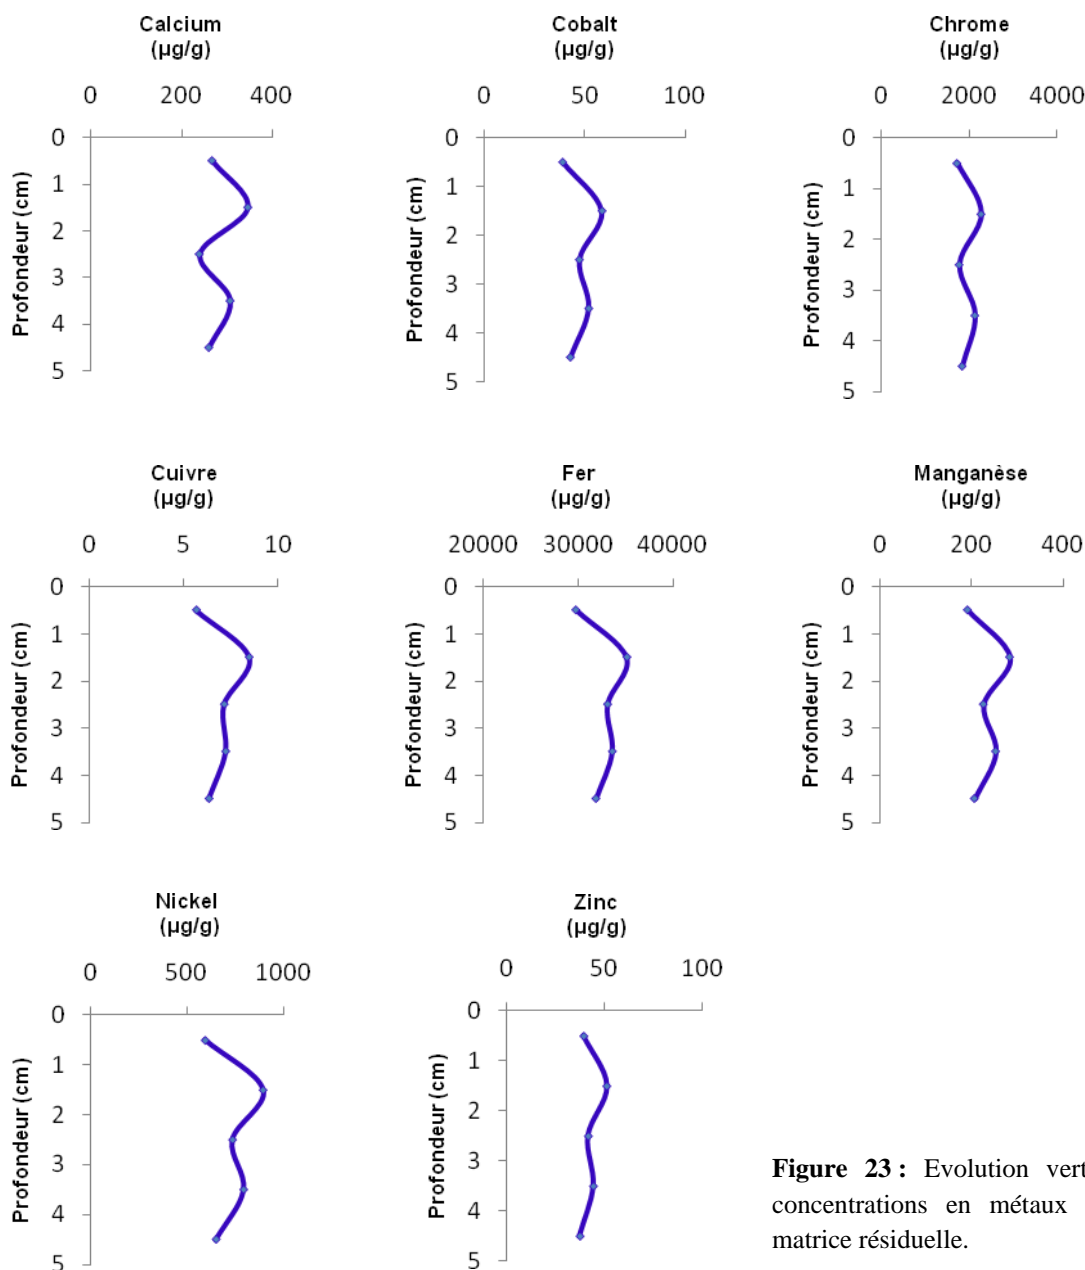 Calcium
(µg/g)
0 200 400
0
1
2
3
4
5
Profondeur (cm)
Cobalt
(µg/g)
0 50 100
0
1
2
3
4
5
Profondeur (cm)
Chrome
(µg/g)
0 2000 4000
0
1
2
3
4
5
Profondeur (cm)
Cuivre
(µg/g)
0 5 10
0
1
2
3
4
5
Profondeur (cm)
Fer
(µg/g)
20000 30000 40000
0
1
2
3
4
5
Profondeur (cm)
Manganèse
(µg/g)
0 200 400
0
1
2
3
4
5
Profondeur (cm)
Nickel
(µg/g)
0 500 1000
0
1
2
3
4
5
Profondeur (cm)
Zinc
(µg/g)
0 50 100
0
1
2
3
4
5
Profondeur (cm)
Figure 23 : Evolution vert
concentrations en métaux
matrice résiduelle.